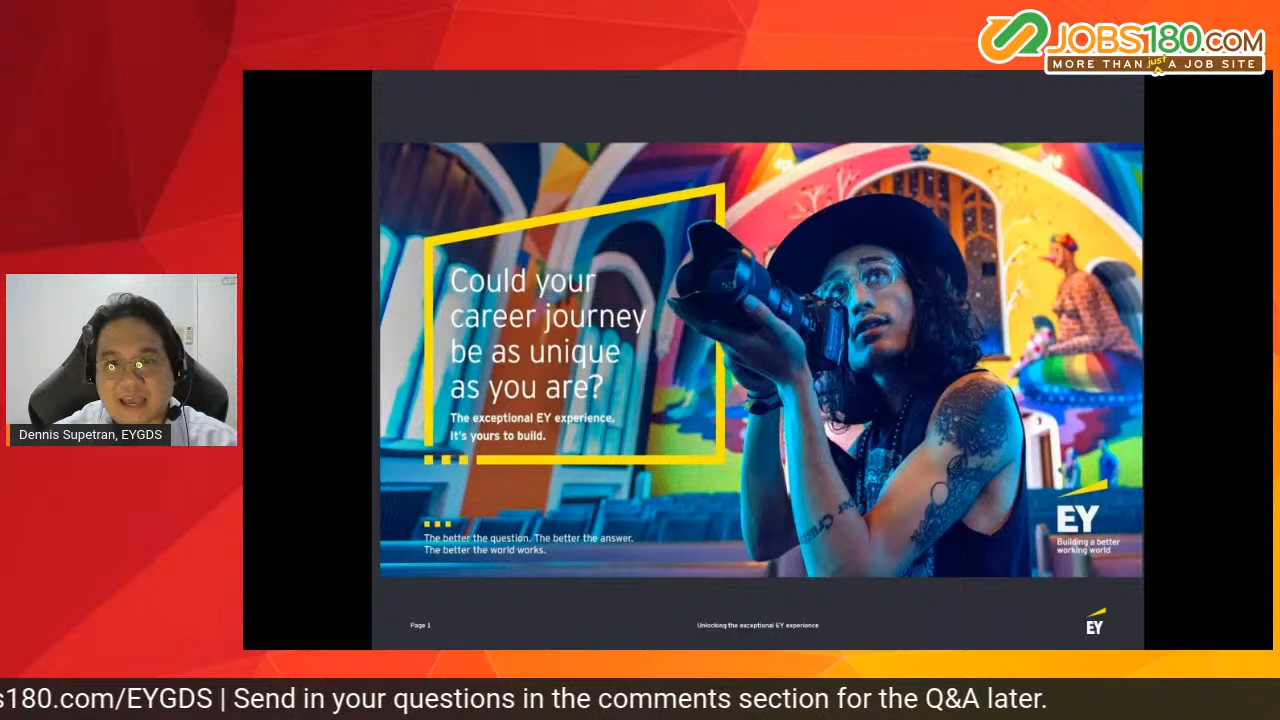 JOBS180.COM
MORE THAN just A JOB SITE
Could your
career journey
be as unique
as you are?
The exceptional EY experience.
It's yours to build.
The better the question. The better the answer.
The better the world works.
EY
Building a better
working world
Dennis Supetran, EYGDS
Page 1
Unlocking the exceptional EY experience
EY
s180.com/EYGDS | Send in your questions in the comments section for the Q&A later.